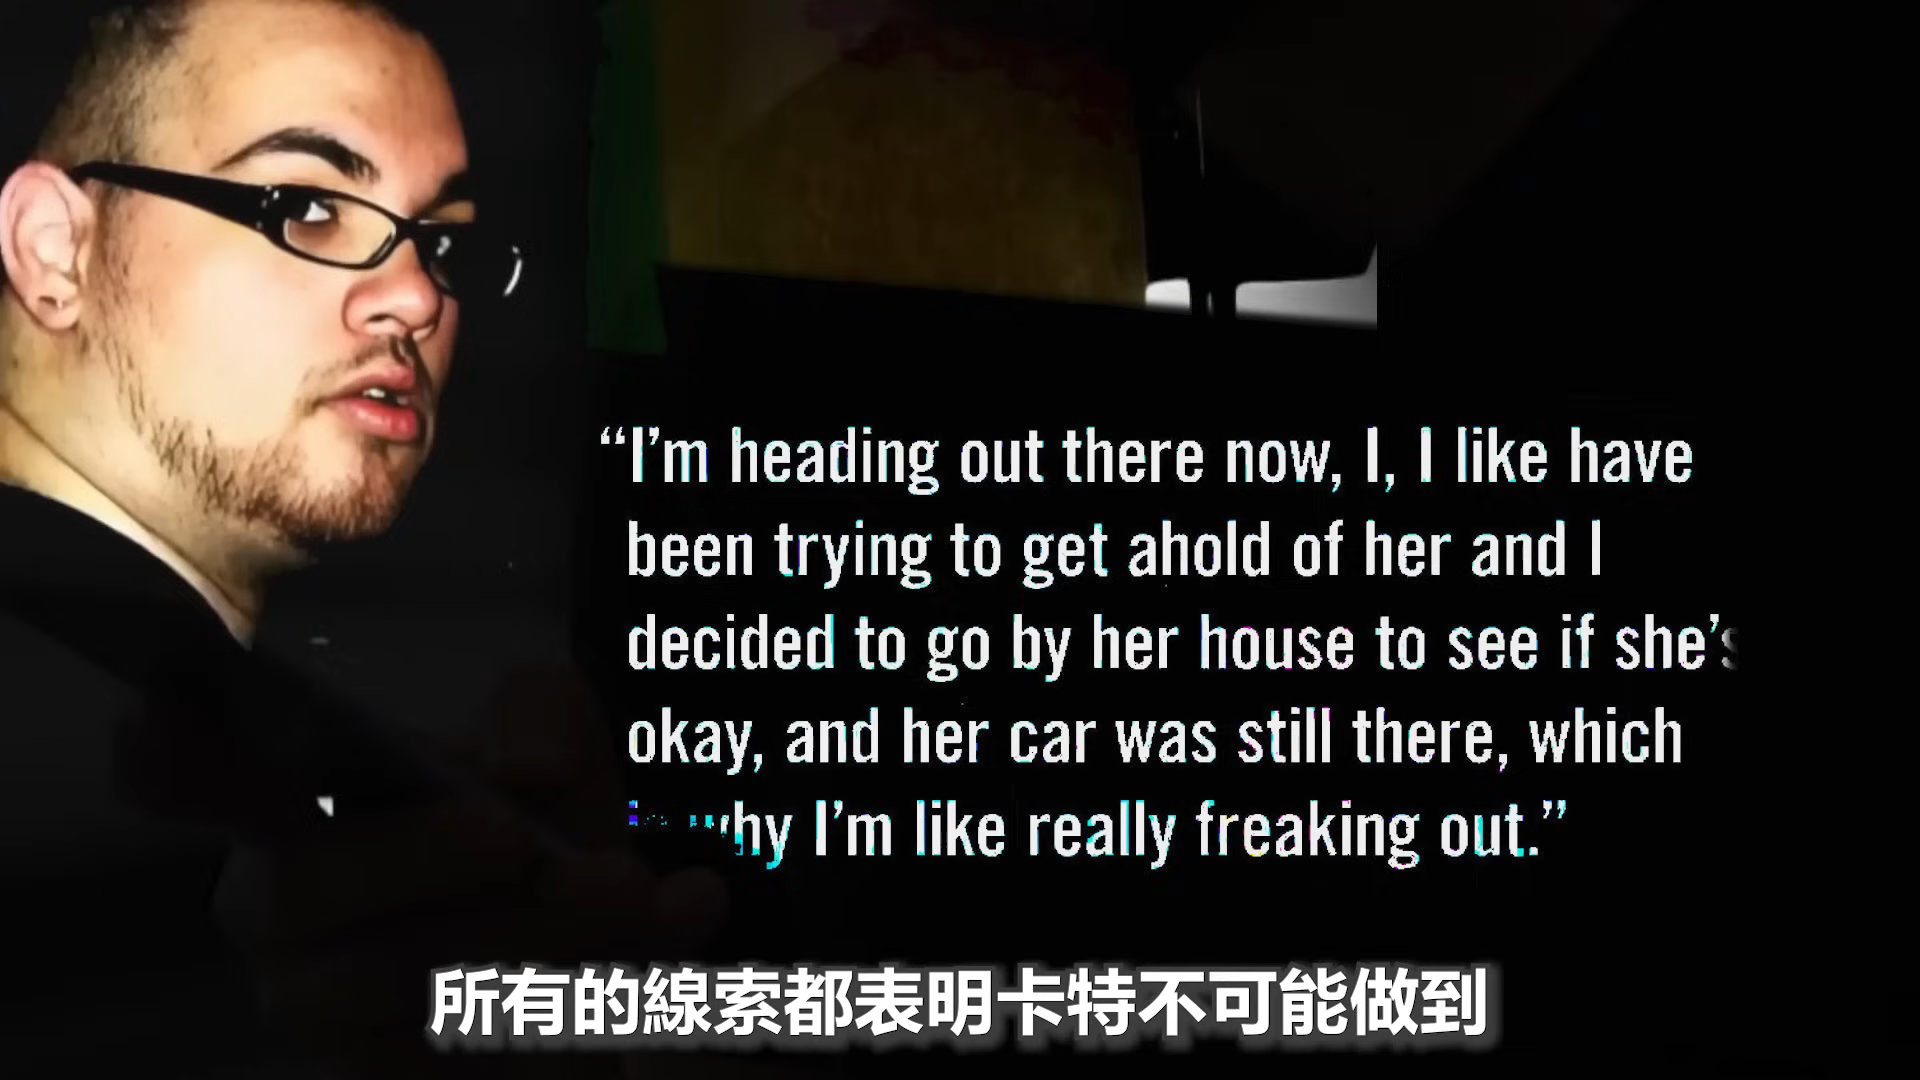 “I’m heading out there now, I, I like have
been trying to get ahold of her and I
decided to go by her house to see if she’s
okay, and her car was still there, which
why I’m like really freaking out.”
所有的線索都表明卡特不可能做到